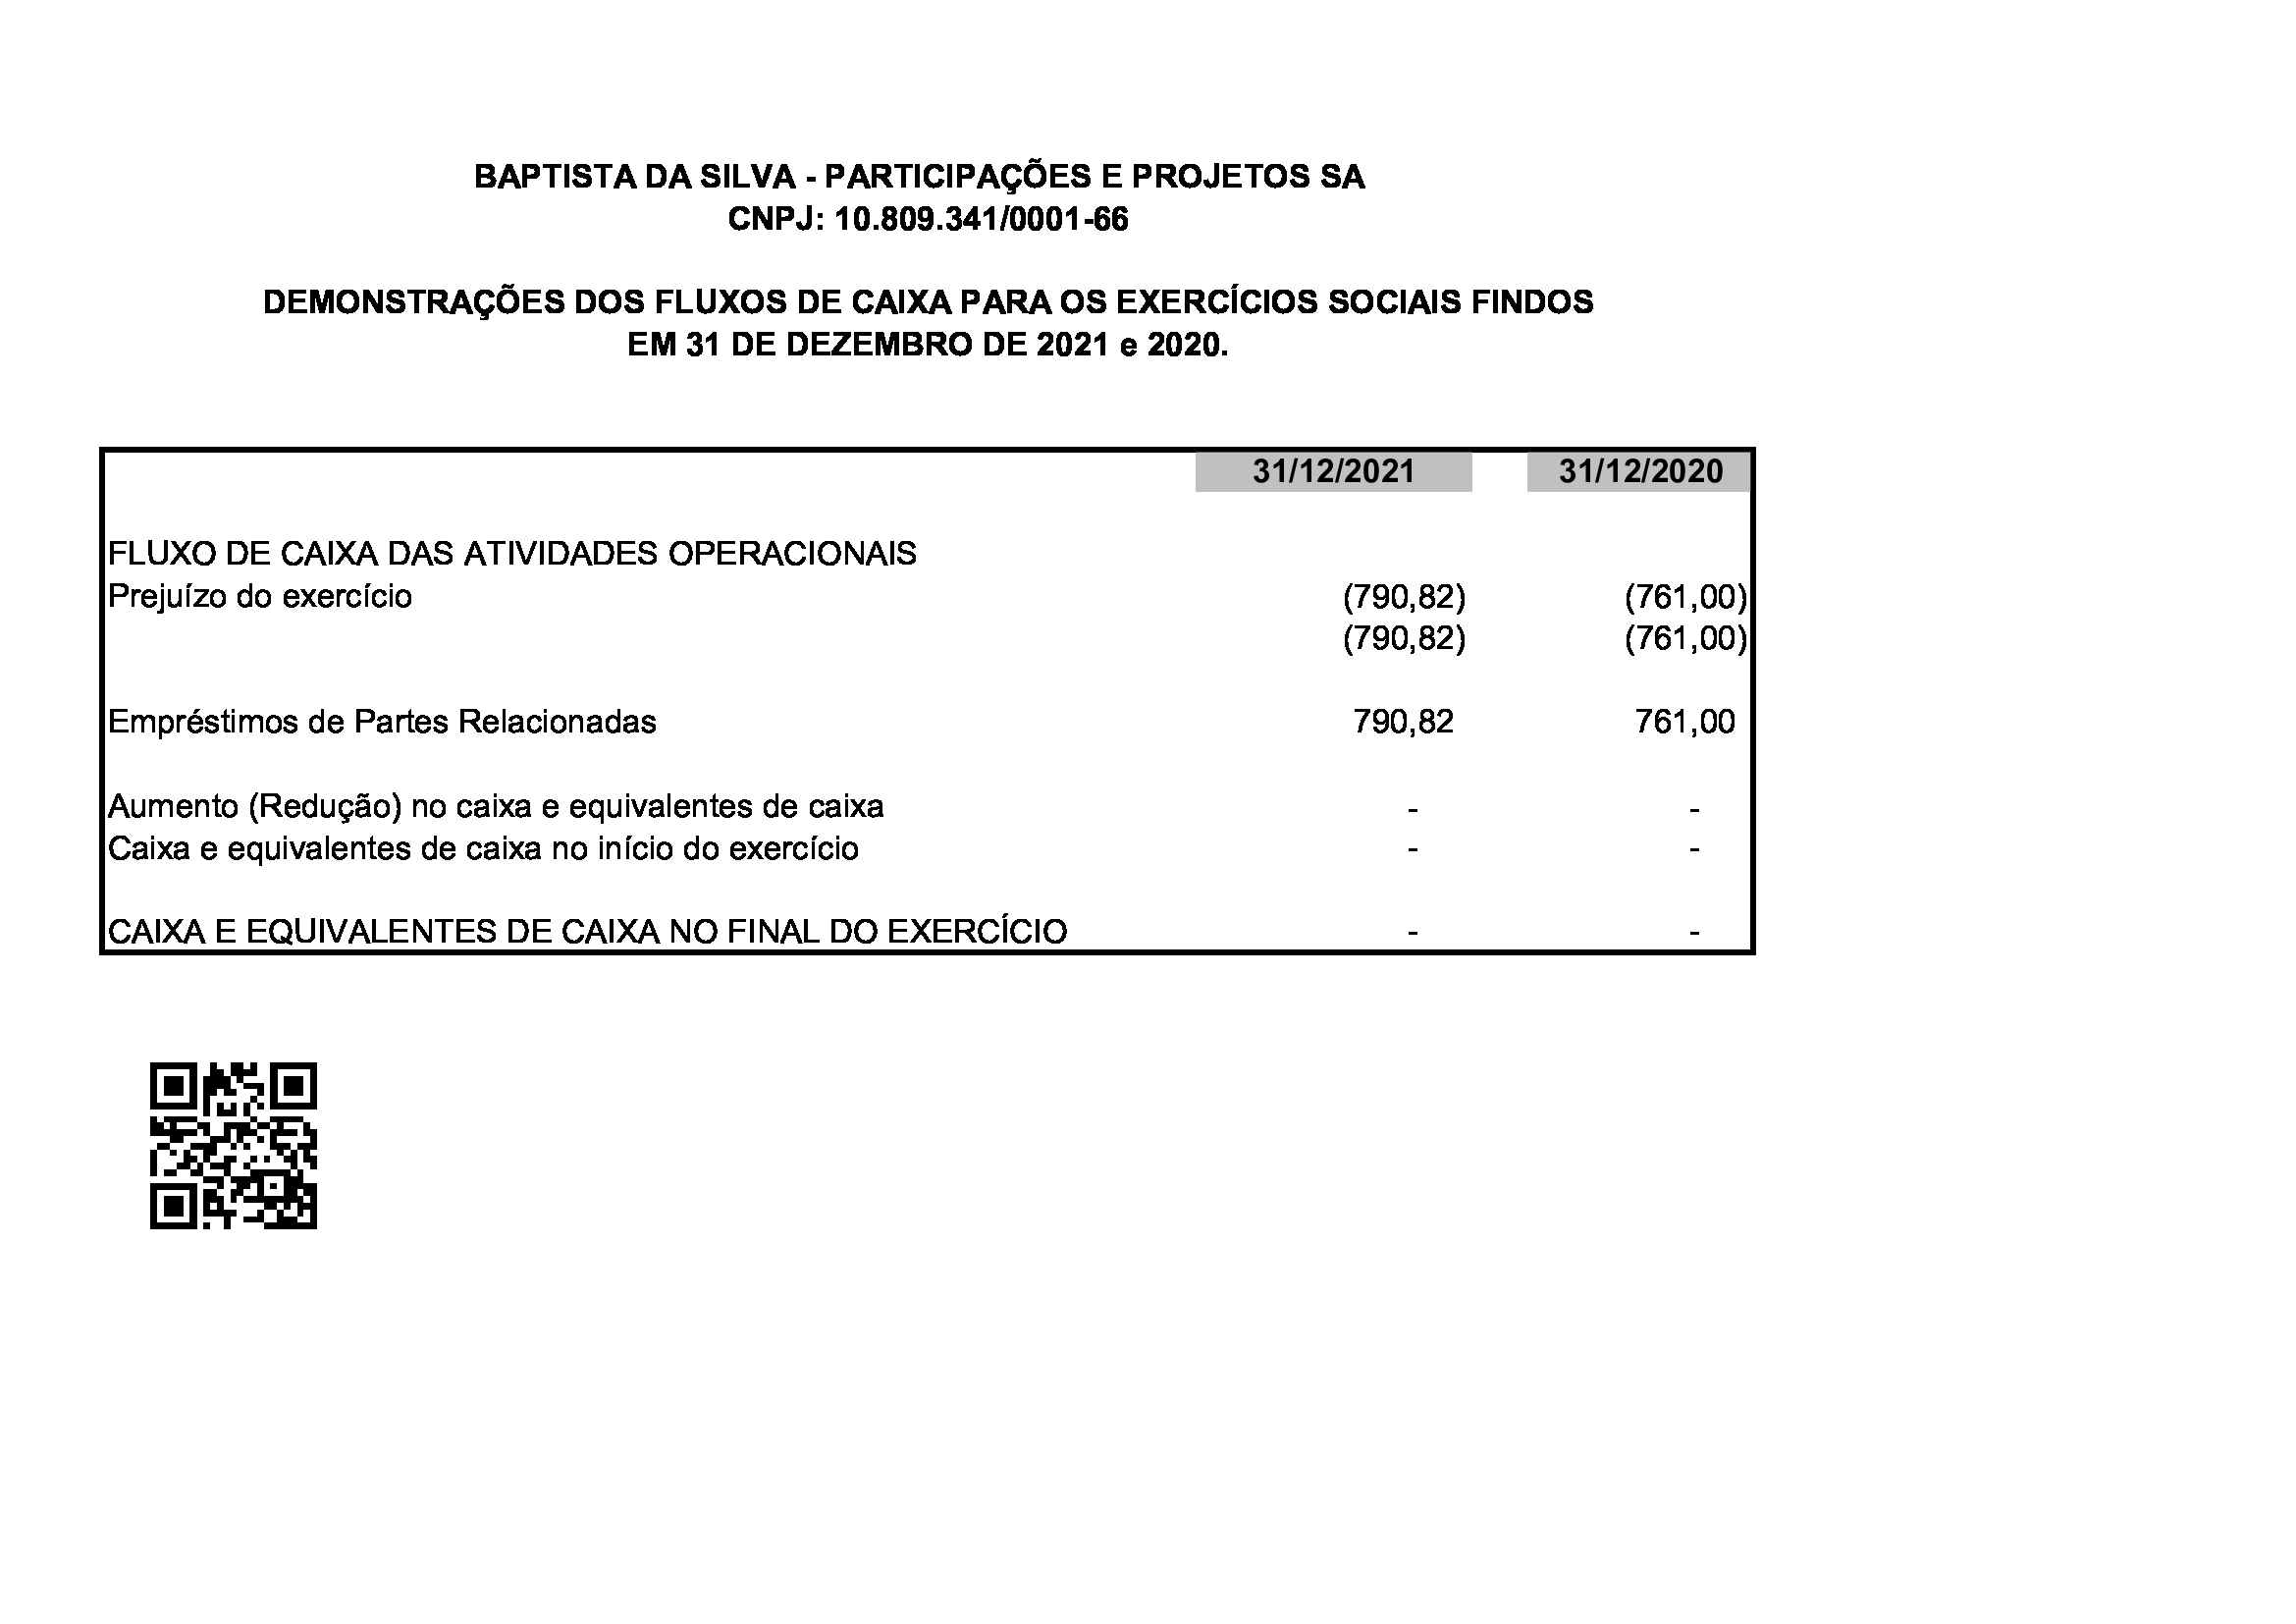 BAPTISTA DA SILVA - PARTICIPAÇÕES E PROJETOS SA
CNPJ: 10.809.341/0001-66
DEMONSTRAÇÕES DOS FLUXOS DE CAIXA PARA OS EXERCÍCIOS SOCIAIS FINDOS
EM 31 DE DEZEMBRO DE 2021 e 2020.
31/12/2021 31/12/2020
FLUXO DE CAIXA DAS ATIVIDADES OPERACIONAIS
Prejuízo do exercício (790,82) (761,00)
(790,82) (761,00)
Empréstimos de Partes Relacionadas 790,82 761,00
Aumento (Redução) no caixa e equivalentes de caixa - -
Caixa e equivalentes de caixa no início do exercício - -
CAIXA E EQUIVALENTES DE CAIXA NO FINAL DO EXERCÍCIO - -